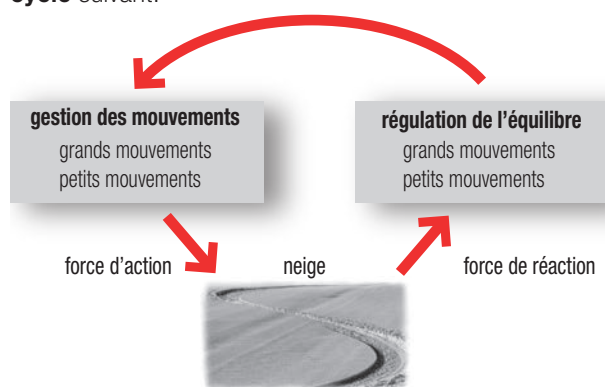 cycle suivant:
gestion des mouvements
grands mouvements
petits mouvements
régulation de l'équilibre
grands mouvements
petits mouvements
force d'action
neige
force de réaction